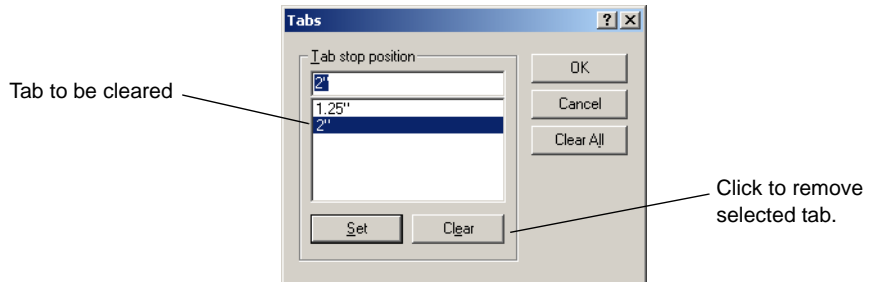 Tabs
Tab stop position
2"
1.25"
2"
OK
Cancel
Clear All
Set
Clear
Tab to be cleared
Click to remove
selected tab.